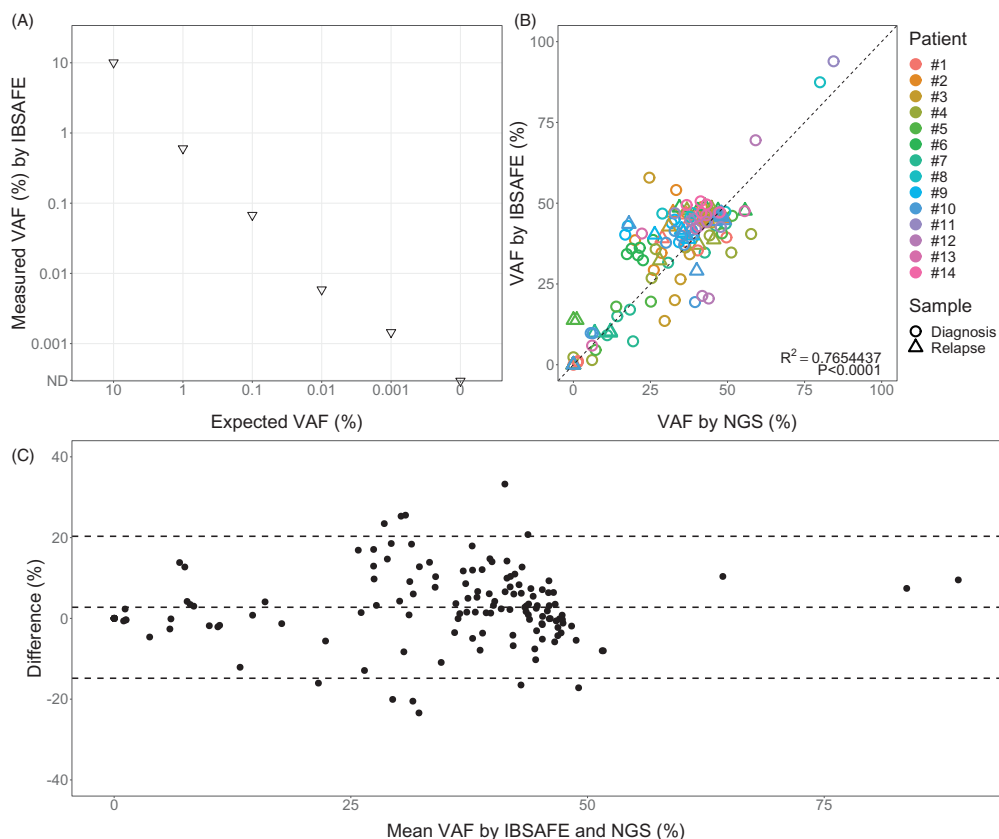 (A)
Measured VAF (%) by IBSAFE
10
1
0.1
0.01
0.001
ND
10
1
0.1
0.01
0.001
0
Expected VAF (%)
(B)
VAF by IBSAFE (%)
100
75
50
25
0
0
25
50
75
100
VAF by NGS (%)
R² = 0.7654437
P<0.0001
Patient
#1
#2
#3
#4
#5
#6
#7
#8
#9
#10
#11
#12
#13
#14
Sample
Diagnosis
Relapse
(C)
Difference (%)
40
20
0
-20
-40
0
25
50
75
Mean VAF by IBSAFE and NGS (%)